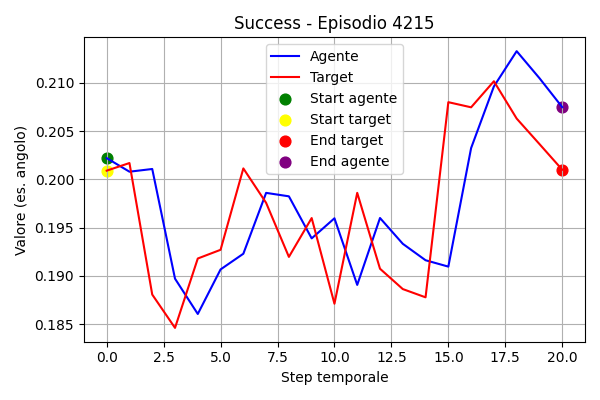 Success - Episodio 4215
Agente
Target
Start agente
Start target
End target
End agente
Valore (es. angolo)
0.210
0.205
0.200
0.195
0.190
0.185
0.0 2.5 5.0 7.5 10.0 12.5 15.0 17.5 20.0
Step temporale